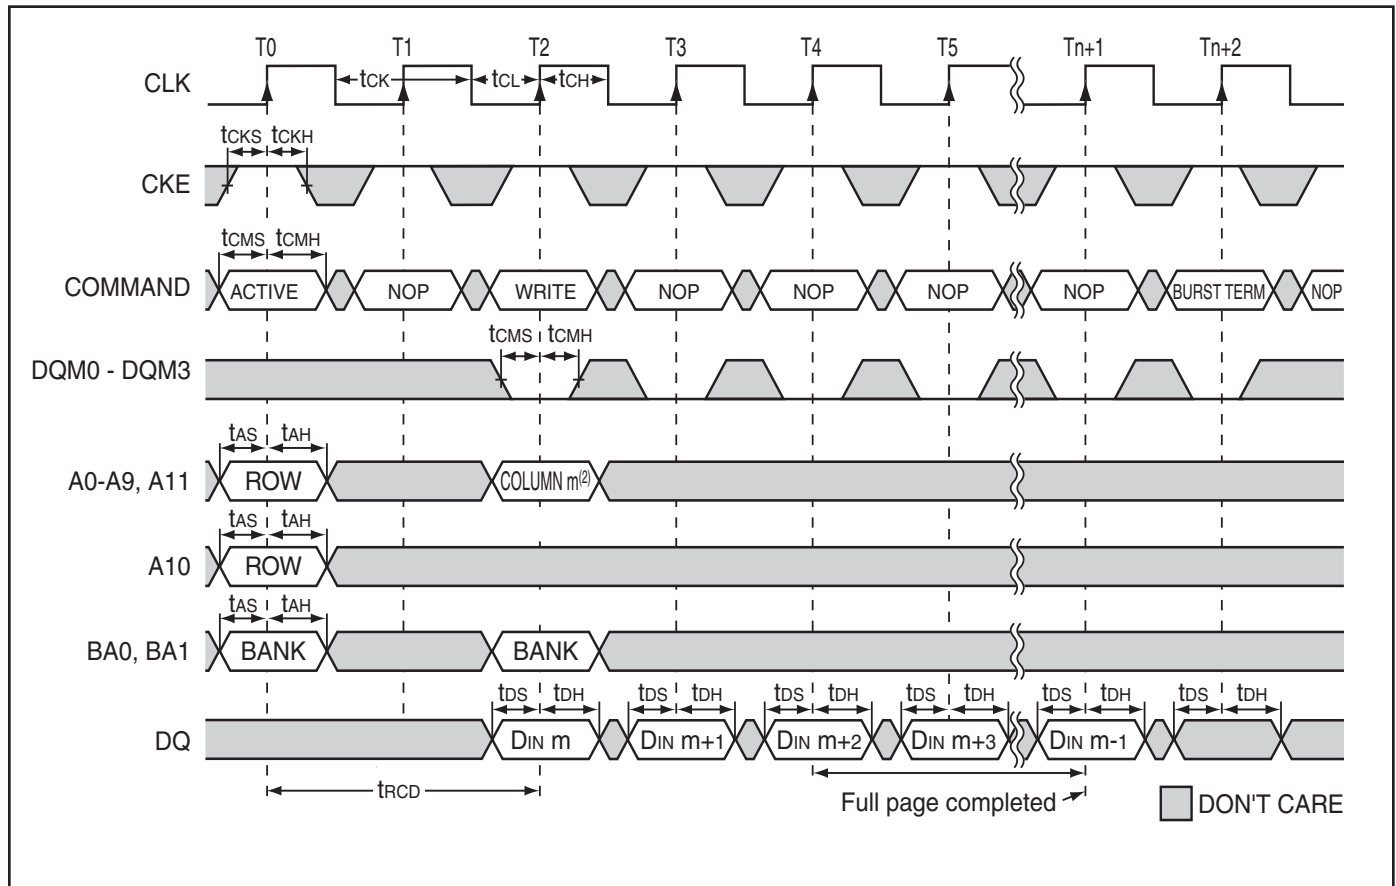 T0 T1 T2 T3 T4 T5 Tn+1 Tn+2
CLK tCK tCL tCH
tCKS tCKH
CKE
tCMS tCMH
COMMAND ACTIVE NOP WRITE NOP NOP NOP NOP BURST TERM NOP
tCMS tCMH
DQM0 - DQM3
tAS tAH
A0-A9, A11 ROW COLUMN m(2)
tAS tAH
A10 ROW
tAS tAH
BA0, BA1 BANK BANK
tDS tDH tDS tDH tDS tDH tDS tDH tDS tDH tDS tDH
DQ DIN m DIN m+1 DIN m+2 DIN m+3 DIN m-1
tRCD
Full page completed DON'T CARE